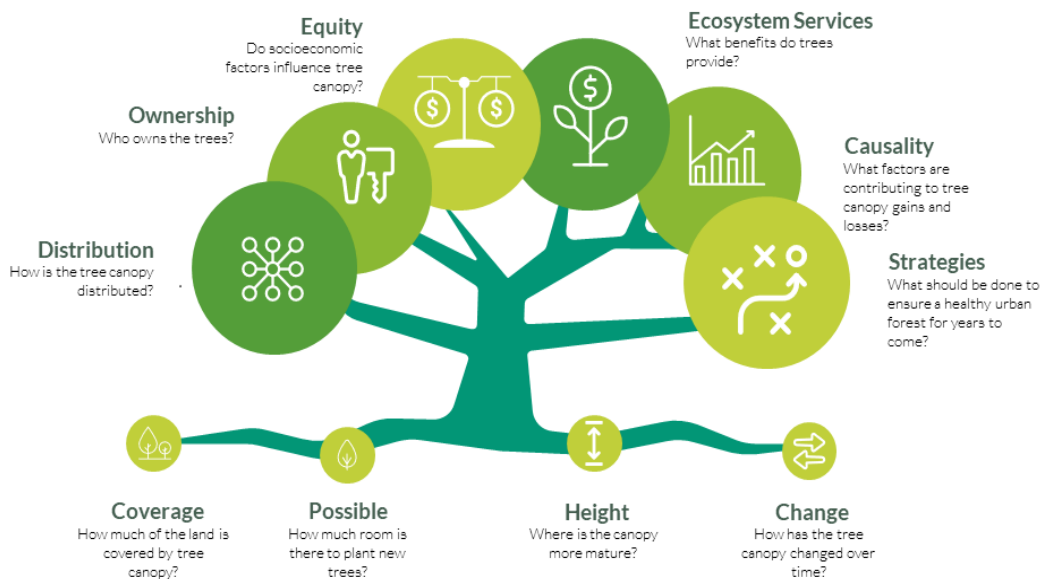 Equity
Do socioeconomic
factors influence tree
canopy?
Ecosystem Services
What benefits do trees
provide?
Ownership
Who owns the trees?
Causality
What factors are
contributing to tree
canopy gains and
losses?
Distribution
How is the tree canopy
distributed?
Strategies
What should be done to
ensure a healthy urban
forest for years to
come?
$ $
$
Coverage
How much of the land is
covered by tree
canopy?
Possible
How much room is
there to plant new
trees?
Height
Where is the canopy
more mature?
Change
How has the tree
canopy changed over
time?